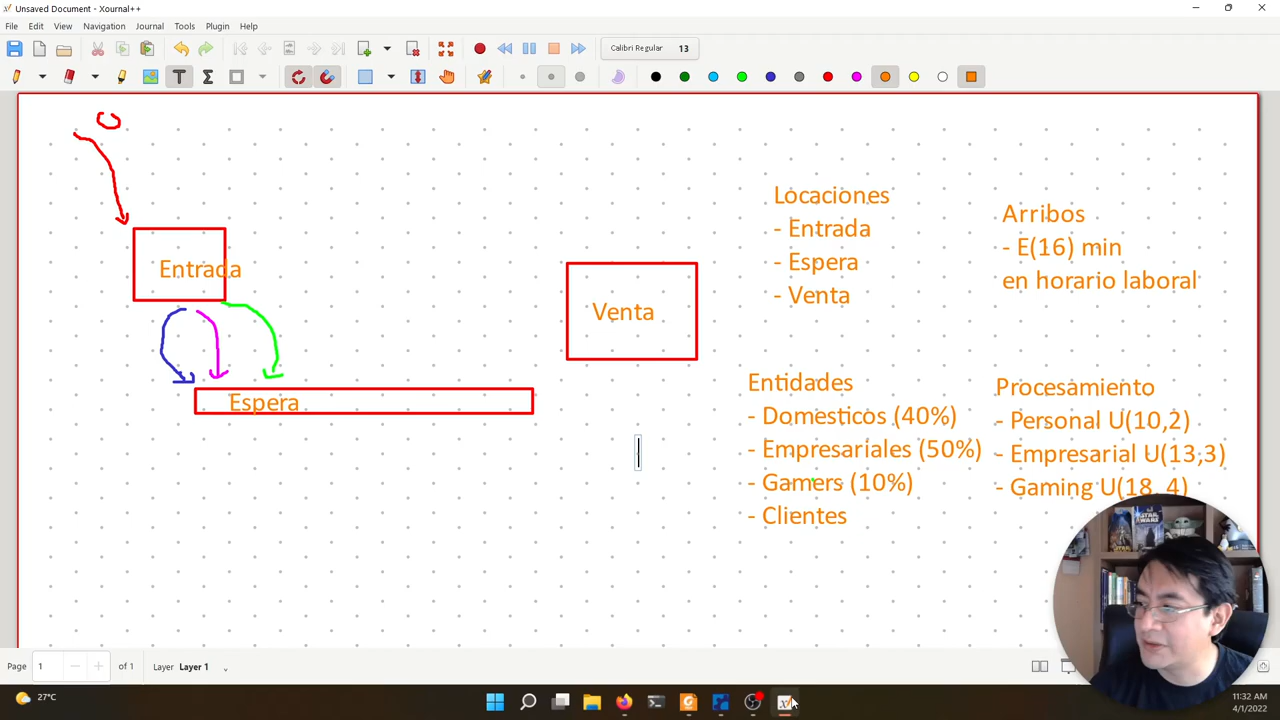 Unsaved Document - Xournal++
File Edit View Navigation Journal Tools Plugin Help
Calibri Regular 13
C
Entrada
Espera
Venta
Locaciones
- Entrada
- Espera
- Venta
Arribos
- E(16) min
en horario laboral
Entidades
- Domesticos (40%)
- Empresariales (50%)
- Gamers (10%)
- Clientes
Procesamiento
- Personal U(10,2)
- Empresarial U(13,3)
- Gaming U(18, 4)
STAR WARS
Page 1 of 1 Layer Layer 1
27°C
11:32 AM
4/1/2022